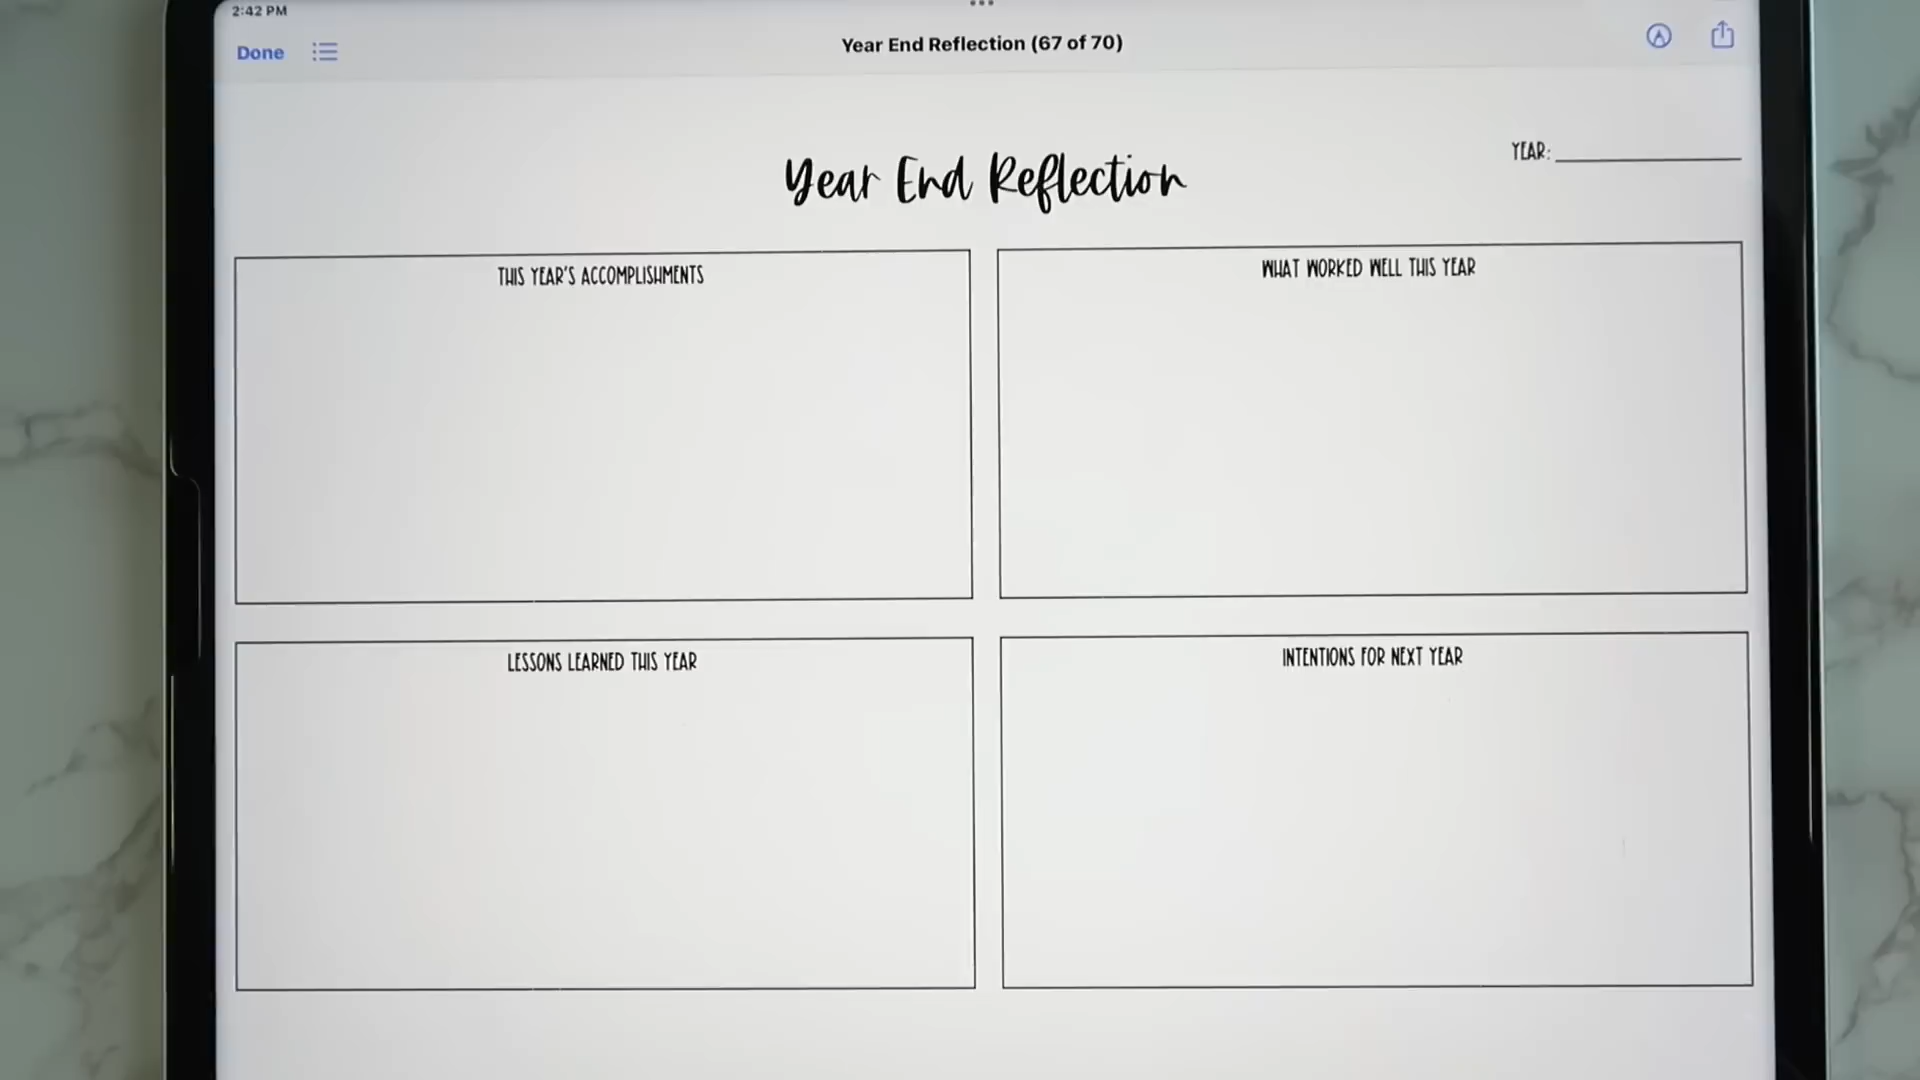 2:42 PM
Done
Year End Reflection (67 of 70)
YEAR:
Year End Reflection
THIS YEAR'S ACCOMPLISHMENTS
WHAT WORKED WELL THIS YEAR
LESSONS LEARNED THIS YEAR
INTENTIONS FOR NEXT YEAR